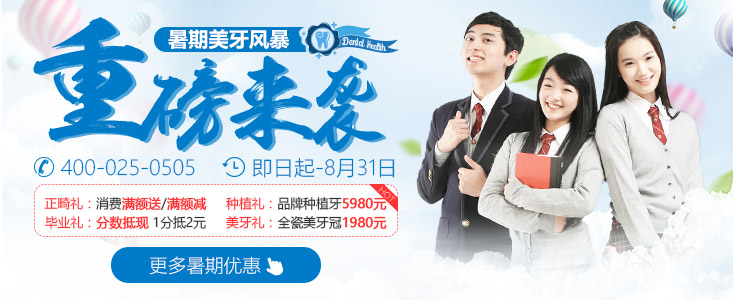 暑期美牙风暴
Dental Health
重磅来袭
400-025-0505 即日起-8月31日
正畸礼：消费满额送/满额减 种植礼：品牌种植牙5980元
HOT
毕业礼：分数抵现 1分抵2元 美牙礼：全瓷美牙冠1980元
更多暑期优惠